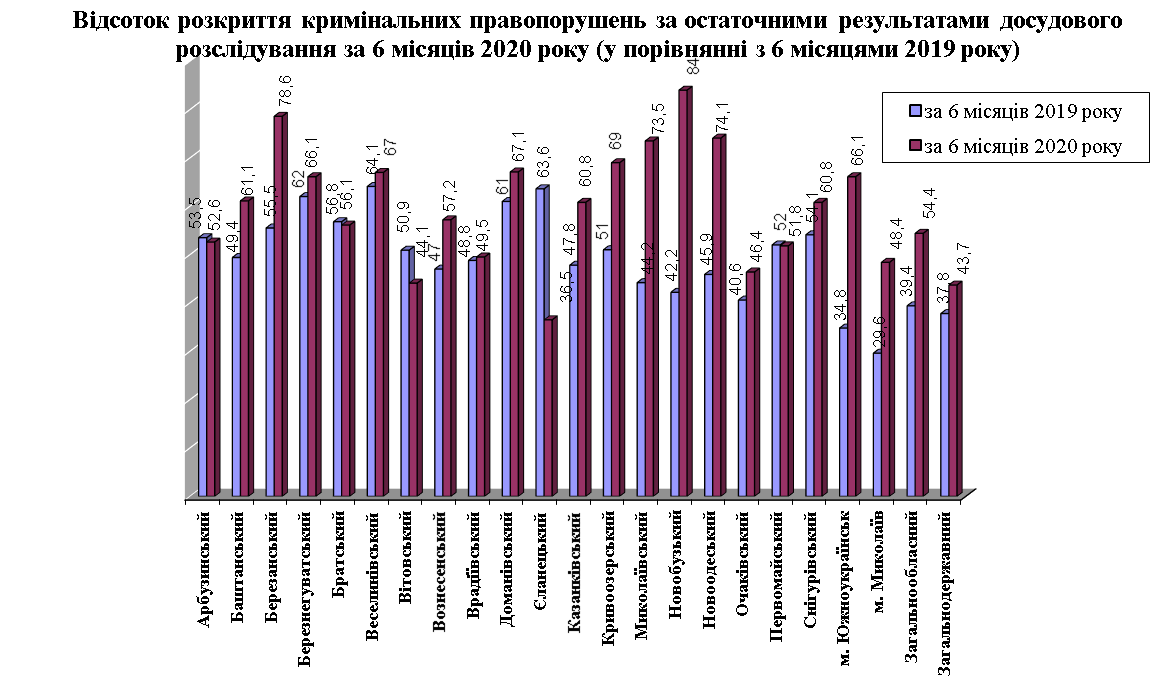 Відсоток розкриття кримінальних правопорушень за остаточними результатами досудового
розслідування за 6 місяців 2020 року (у порівнянні з 6 місяцями 2019 року)
за 6 місяців 2019 року
за 6 місяців 2020 року
53,5
52,6
49,4
61,1
55,5
78,6
62
66,1
56,8
56,1
64,1
67
50,9
44,1
47
57,2
48,8
49,5
61
67,1
63,6
36,5
47,8
60,8
51
69
44,2
73,5
42,2
84
45,9
74,1
40,6
46,4
52
51,8
54,1
60,8
34,8
66,1
29,6
48,4
39,4
54,4
37,8
43,7
Арбузинський
Баштанський
Березанський
Березнегуватський
Братський
Веселинівський
Вітовський
Вознесенський
Врадіївський
Доманівський
Єланецький
Казанківський
Кривоозерський
Миколаївський
Новобузький
Новоодеський
Очаківський
Первомайський
Снігурівський
м. Южноукраїнськ
м. Миколаїв
Загальнообласний
Загальнодержавний